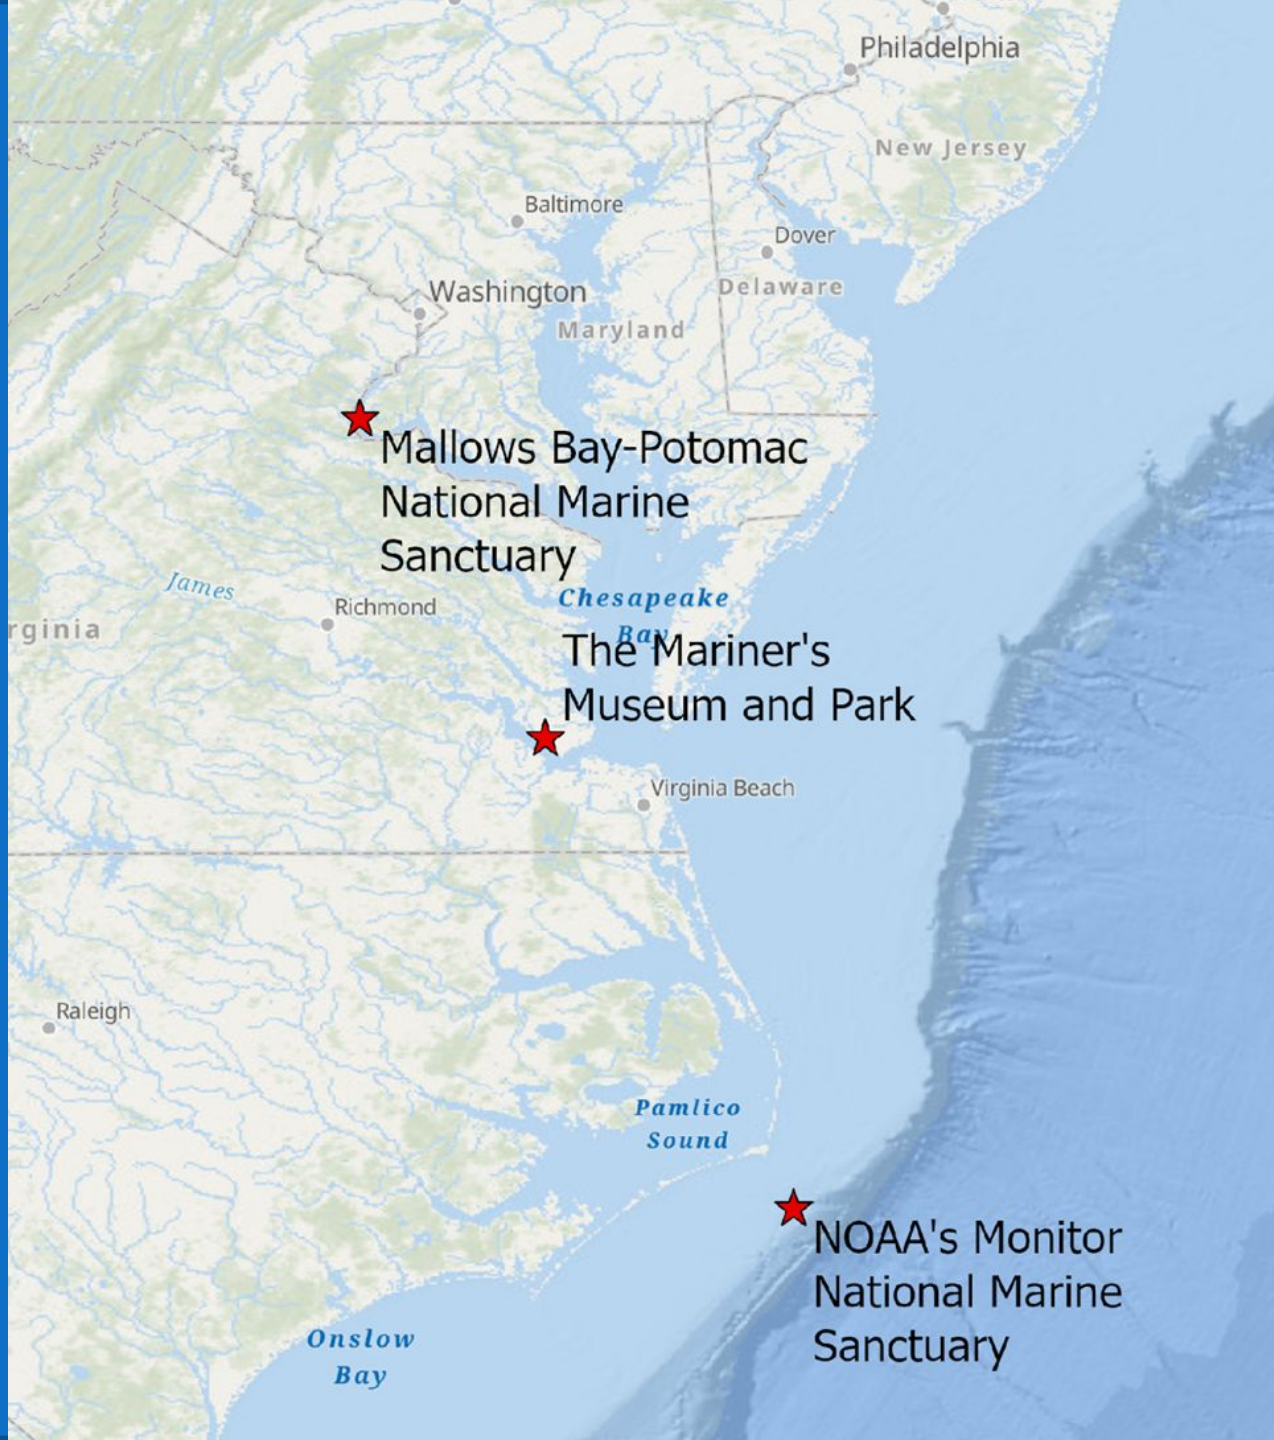 Philadelphia
New Jersey
Baltimore
Dover
Delaware
Washington
Maryland
Mallows Bay-Potomac
National Marine
Sanctuary
James
Chesapeake
Bay
Richmond
rginia
The Mariner's
Museum and Park
Virginia Beach
Raleigh
Pamlico
Sound
NOAA's Monitor
National Marine
Sanctuary
Onslow
Bay